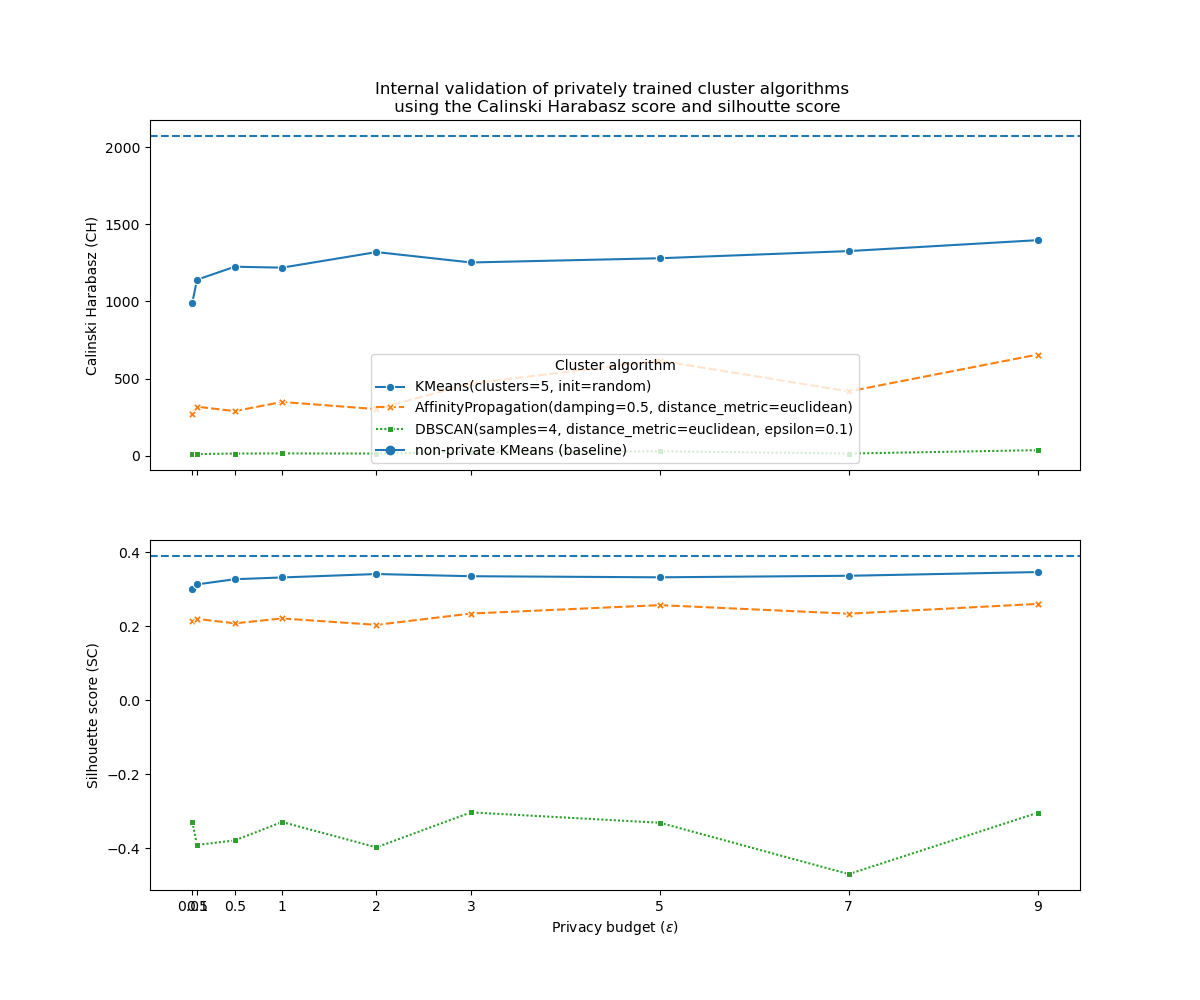 Internal validation of privately trained cluster algorithms
using the Calinski Harabasz score and silhoutte score
Calinski Harabasz (CH)
2000
1500
1000
500
0
Cluster algorithm
KMeans(clusters=5, init=random)
AffinityPropagation(damping=0.5, distance_metric=euclidean)
DBSCAN(samples=4, distance_metric=euclidean, epsilon=0.1)
non-private KMeans (baseline)
Silhouette score (SC)
0.4
0.2
0.0
−0.2
−0.4
0.5 1 2 3 5 7 9
Privacy budget (ε)